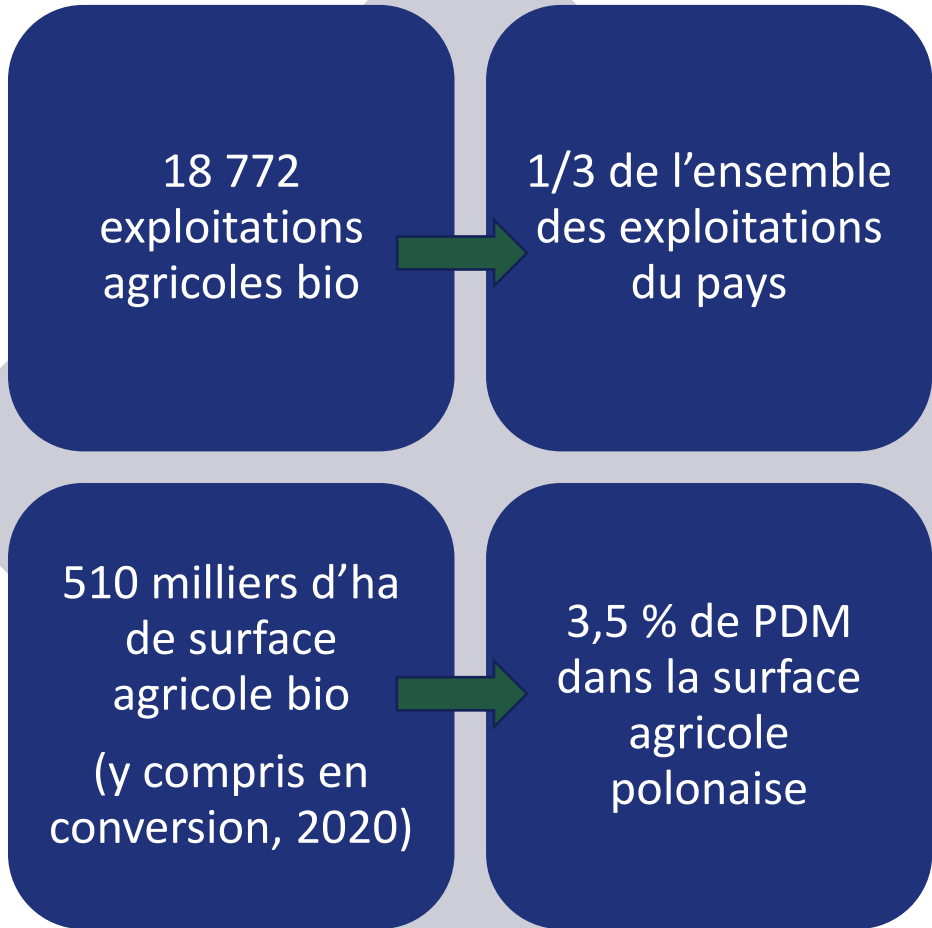 18 772
exploitations
agricoles bio
1/3 de l’ensemble
des exploitations
du pays
510 milliers d’ha
de surface
agricole bio
(y compris en
conversion, 2020)
3,5 % de PDM
dans la surface
agricole
polonaise